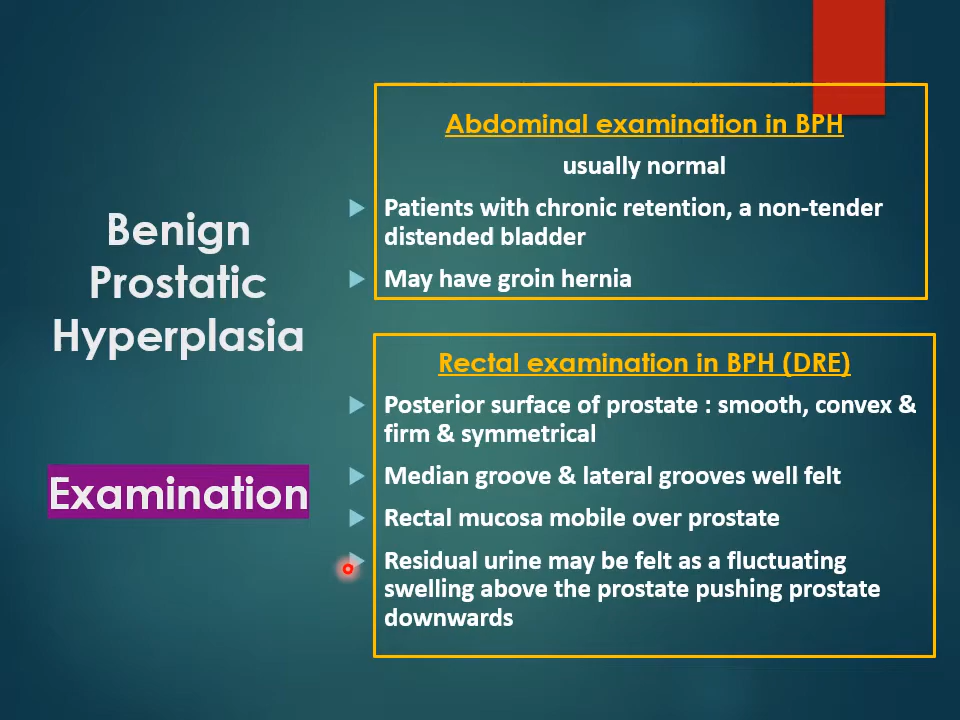 Benign
Prostatic
Hyperplasia
Examination
Abdominal examination in BPH
usually normal
Patients with chronic retention, a non-tender
distended bladder
May have groin hernia
Rectal examination in BPH (DRE)
Posterior surface of prostate : smooth, convex &
firm & symmetrical
Median groove & lateral grooves well felt
Rectal mucosa mobile over prostate
Residual urine may be felt as a fluctuating
swelling above the prostate pushing prostate
downwards